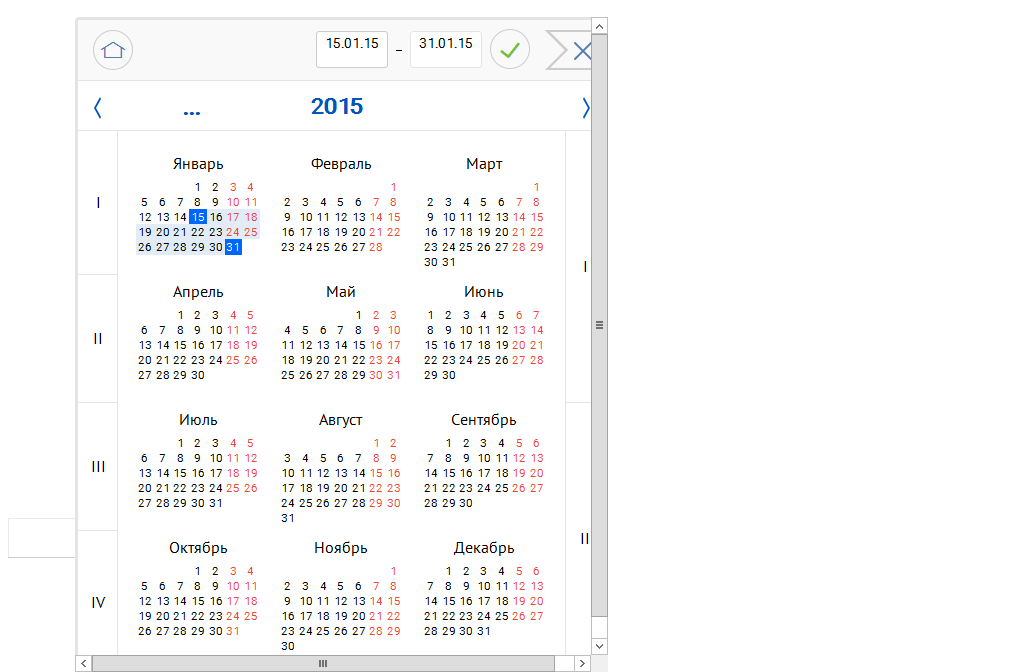 15.01.15 – 31.01.15
... 2015
I
Январь
1 2 3 4
5 6 7 8 9 10 11
12 13 14 15 16 17 18
19 20 21 22 23 24 25
26 27 28 29 30 31
Февраль
1
2 3 4 5 6 7 8
9 10 11 12 13 14 15
16 17 18 19 20 21 22
23 24 25 26 27 28
Март
1
2 3 4 5 6 7 8
9 10 11 12 13 14 15
16 17 18 19 20 21 22
23 24 25 26 27 28 29
30 31
I
II
Апрель
1 2 3 4 5
6 7 8 9 10 11 12
13 14 15 16 17 18 19
20 21 22 23 24 25 26
27 28 29 30
Май
1 2 3
4 5 6 7 8 9 10
11 12 13 14 15 16 17
18 19 20 21 22 23 24
25 26 27 28 29 30 31
Июнь
1 2 3 4 5 6 7
8 9 10 11 12 13 14
15 16 17 18 19 20 21
22 23 24 25 26 27 28
29 30
III
Июль
1 2 3 4 5
6 7 8 9 10 11 12
13 14 15 16 17 18 19
20 21 22 23 24 25 26
27 28 29 30 31
Август
1 2
3 4 5 6 7 8 9
10 11 12 13 14 15 16
17 18 19 20 21 22 23
24 25 26 27 28 29 30
31
Сентябрь
1 2 3 4 5 6
7 8 9 10 11 12 13
14 15 16 17 18 19 20
21 22 23 24 25 26 27
28 29 30
II
IV
Октябрь
1 2 3 4
5 6 7 8 9 10 11
12 13 14 15 16 17 18
19 20 21 22 23 24 25
26 27 28 29 30 31
Ноябрь
1
2 3 4 5 6 7 8
9 10 11 12 13 14 15
16 17 18 19 20 21 22
23 24 25 26 27 28 29
30
Декабрь
1 2 3 4 5 6
7 8 9 10 11 12 13
14 15 16 17 18 19 20
21 22 23 24 25 26 27
28 29 30 31